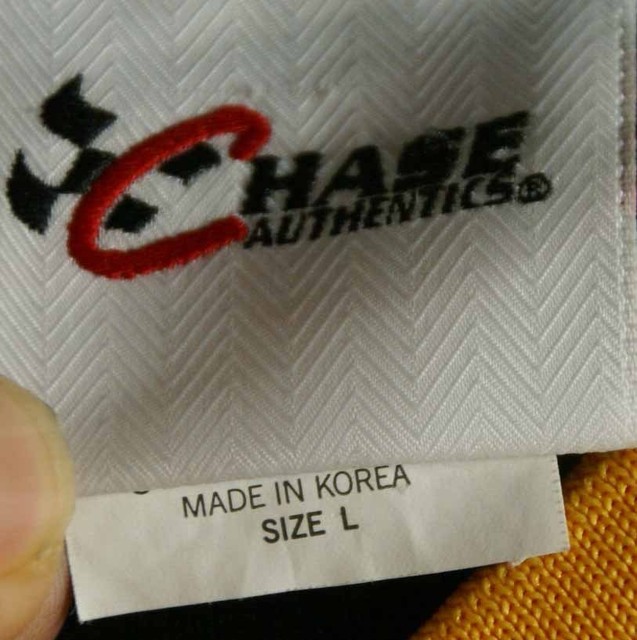 CHASE
AUTHENTICS®
MADE IN KOREA
SIZE L